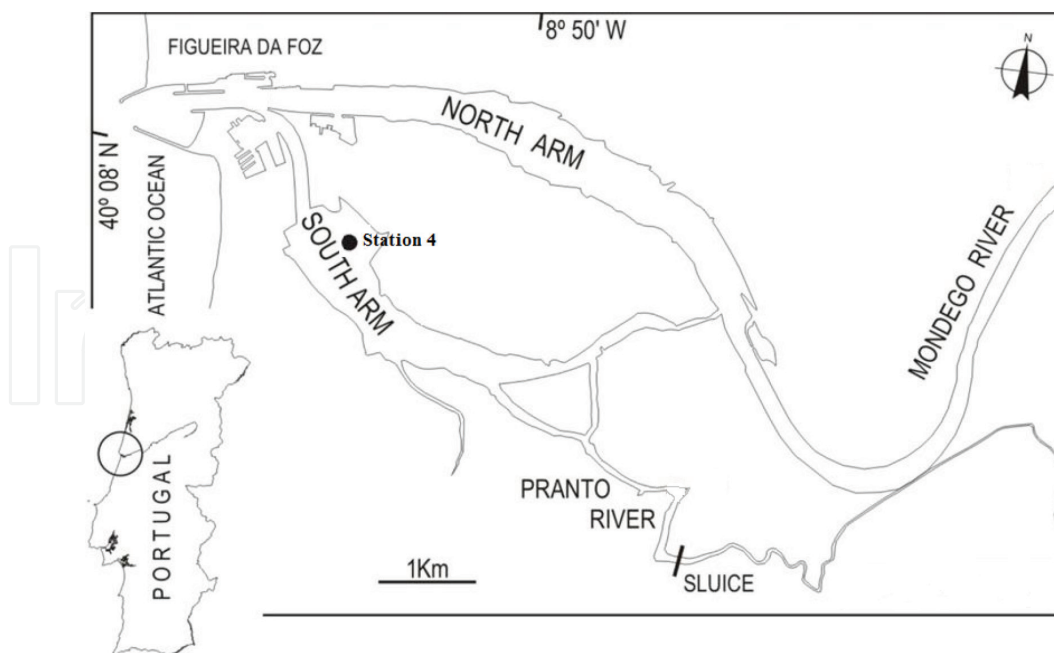 8º 50' W
FIGUEIRA DA FOZ
N
NORTH ARM
40º 08' N
ATLANTIC OCEAN
SOUTH ARM
Station 4
MONDEGO RIVER
PRANTO
RIVER
1Km
SLUICE
PORTUGAL